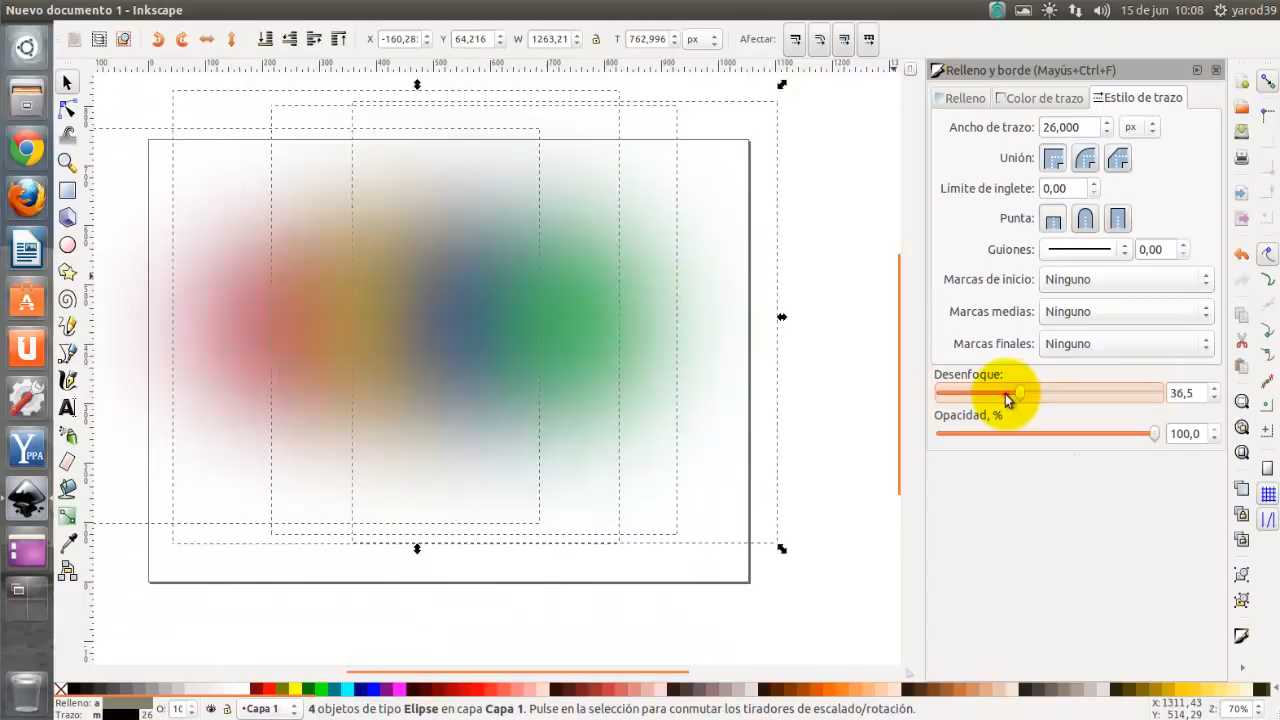 Nuevo documento 1 - Inkscape
15 de jun 10:08 yarod39
X -160,28 Y 64,216 W 1263,21 T 762,996 px Afectar:
Relleno y borde (Mayús+Ctrl+F)
Relleno Color de trazo Estilo de trazo
Ancho de trazo: 26,000 px
Unión:
Límite de inglete: 0,00
Punta:
Guiones: 0,00
Marcas de inicio: Ninguno
Marcas medias: Ninguno
Marcas finales: Ninguno
Desenfoque:
36,5
Opacidad, %
100,0
Relleno: a
Trazo: m 26
O: 10
Capa 1
4 objetos de tipo Elipse en capa Capa 1. Pulse en la selección para conmutar los tiradores de escalado/rotación.
X: 1311,43
Y: 514,29
Z: 70%